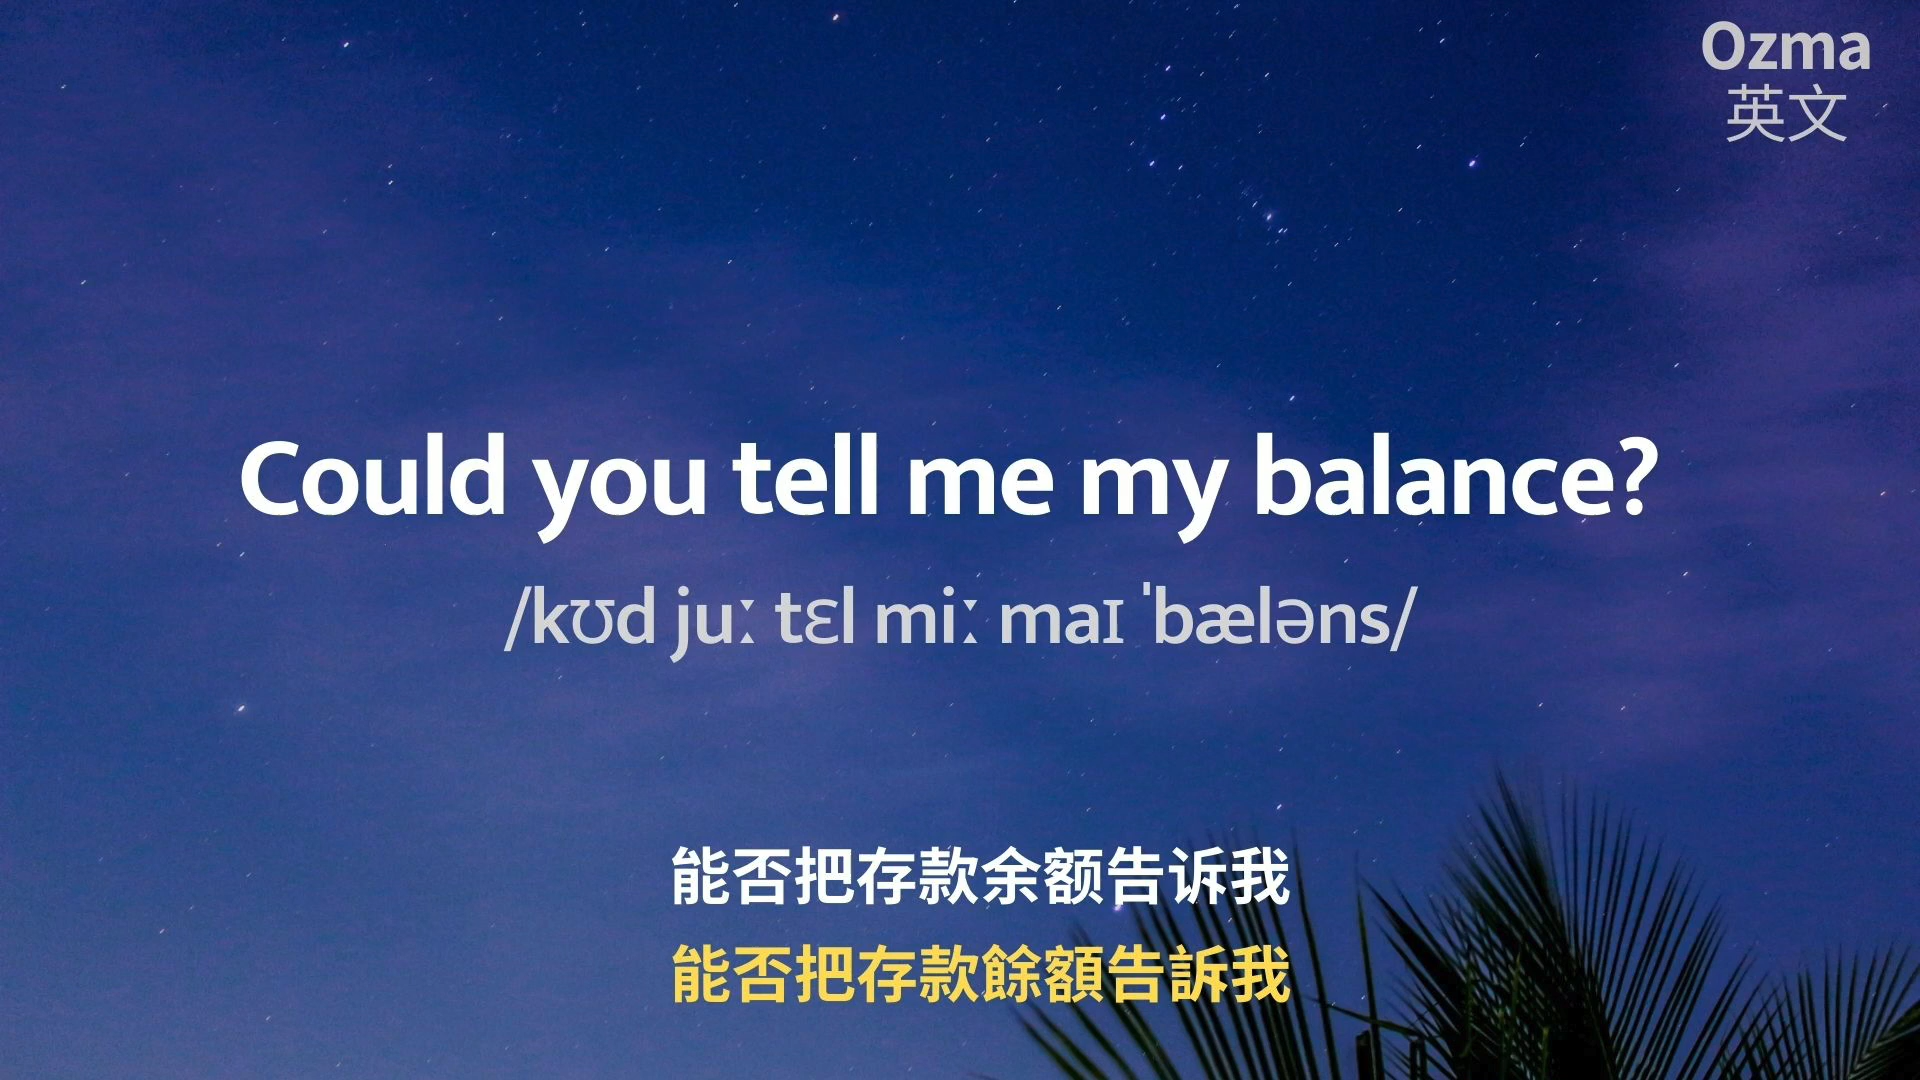 Ozma
英文
Could you tell me my balance?
/kʊd juː tɛl miː maɪ ˈbæləns/
能否把存款余额告诉我
能否把存款餘額告訴我